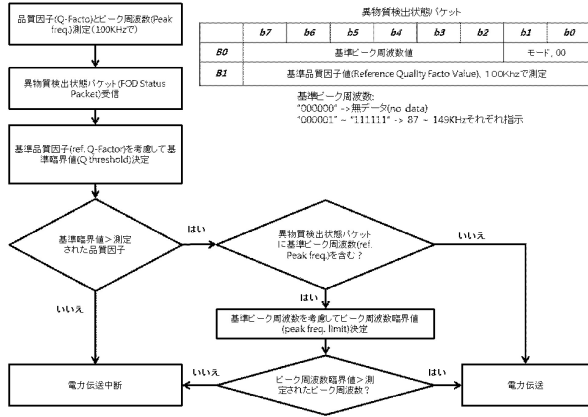 品質因子(Q-Facto)とピーク周波数(Peak
freq.)測定(100KHzで)
異物質検出状態パケット(FOD Status
Packet)受信
基準品質因子(ref. Q-Factor)を考慮して基
準臨界値(Q threshold)決定
基準臨界値>測定
された品質因子
はい
いいえ
電力伝送中断
異物質検出状態パケット
に基準ピーク周波数(ref.
Peak freq.)を含む?
いいえ
はい
基準ピーク周波数を考慮してピーク周波数臨界値
(peak freq. limit)決定
ピーク周波数臨界値>測
定されたピーク周波数?
いいえ
はい
電力伝送
異物質検出状態パケット
b7 b6 b5 b4 b3 b2 b1 b0
B0 基準ピーク周波数値 モード, 00
B1 基準品質因子値(Reference Quality Facto Value), 100Khzで測定
基準ピーク周波数:
"000000" ->無データ(no data)
"000001" ~ "111111" -> 87 ~ 149KHzそれぞれ指示